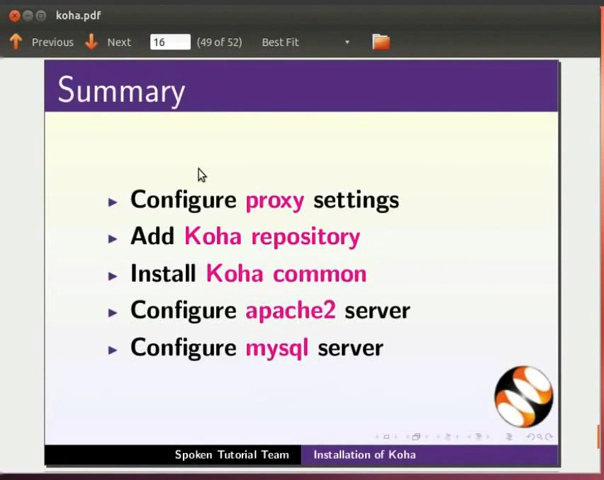 koha.pdf
Previous Next 16 (49 of 52) Best Fit
Summary
Configure proxy settings
Add Koha repository
Install Koha common
Configure apache2 server
Configure mysql server
Spoken Tutorial Team Installation of Koha